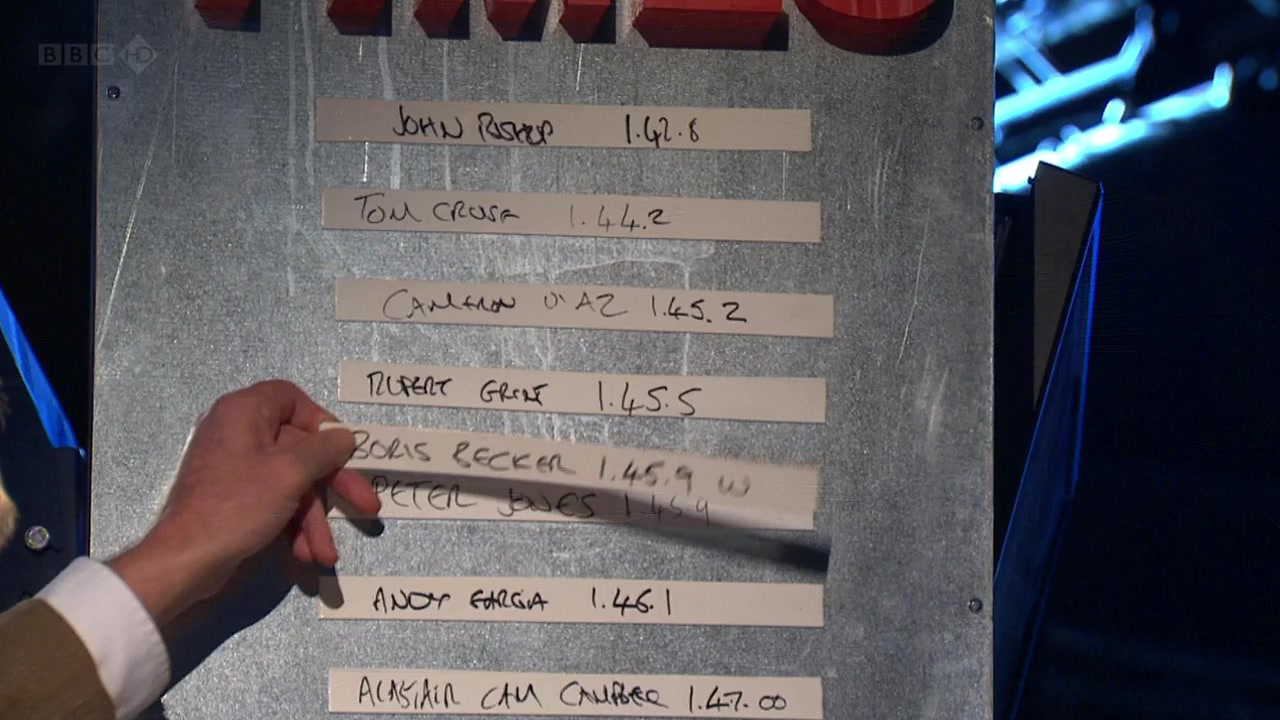 BBC HD
JOHN BISHOP 1.42.8
TOM CRUISE 1.44.2
CAMERON DIAZ 1.45.2
RUPERT GRINT 1.45.5
BORIS BECKER 1.45.9 W
PETER JONES 1.45.9
ANDY GARCIA 1.46.1
ALASTAIR CAM CAMPBELL 1.47.00